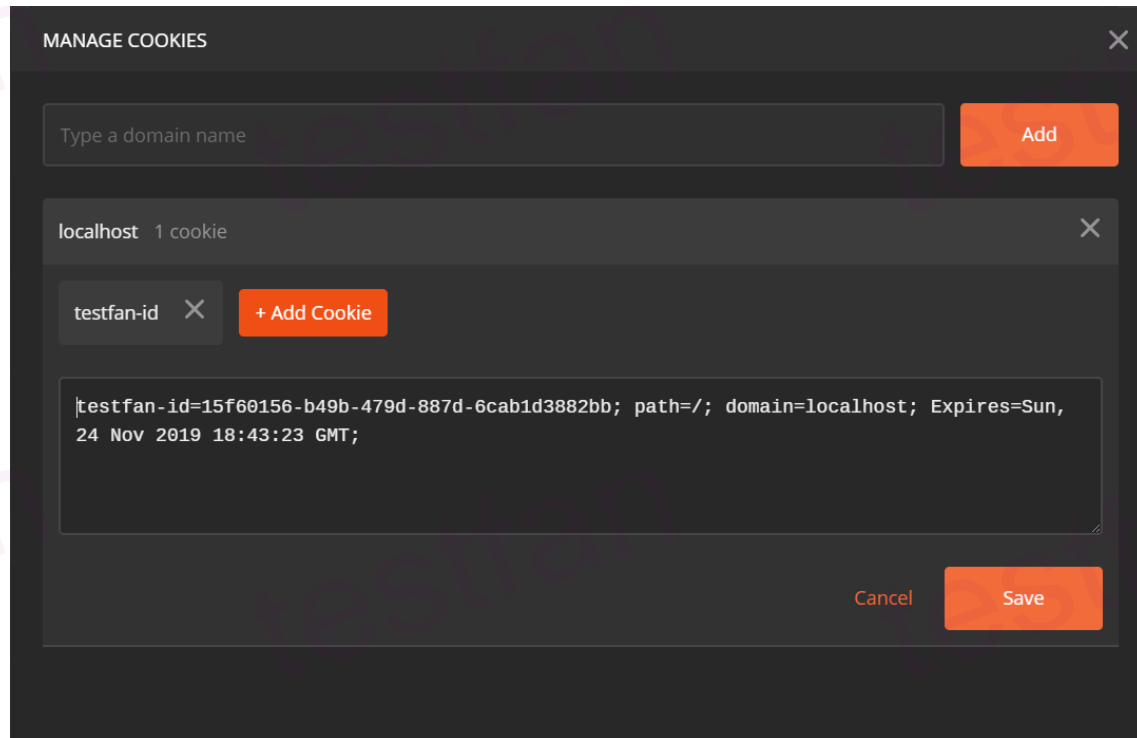 MANAGE COOKIES
Type a domain name
Add
localhost 1 cookie
testfan-id
+ Add Cookie
testfan-id=15f60156-b49b-479d-887d-6cab1d3882bb; path=/; domain=localhost; Expires=Sun,
24 Nov 2019 18:43:23 GMT;
Cancel
Save